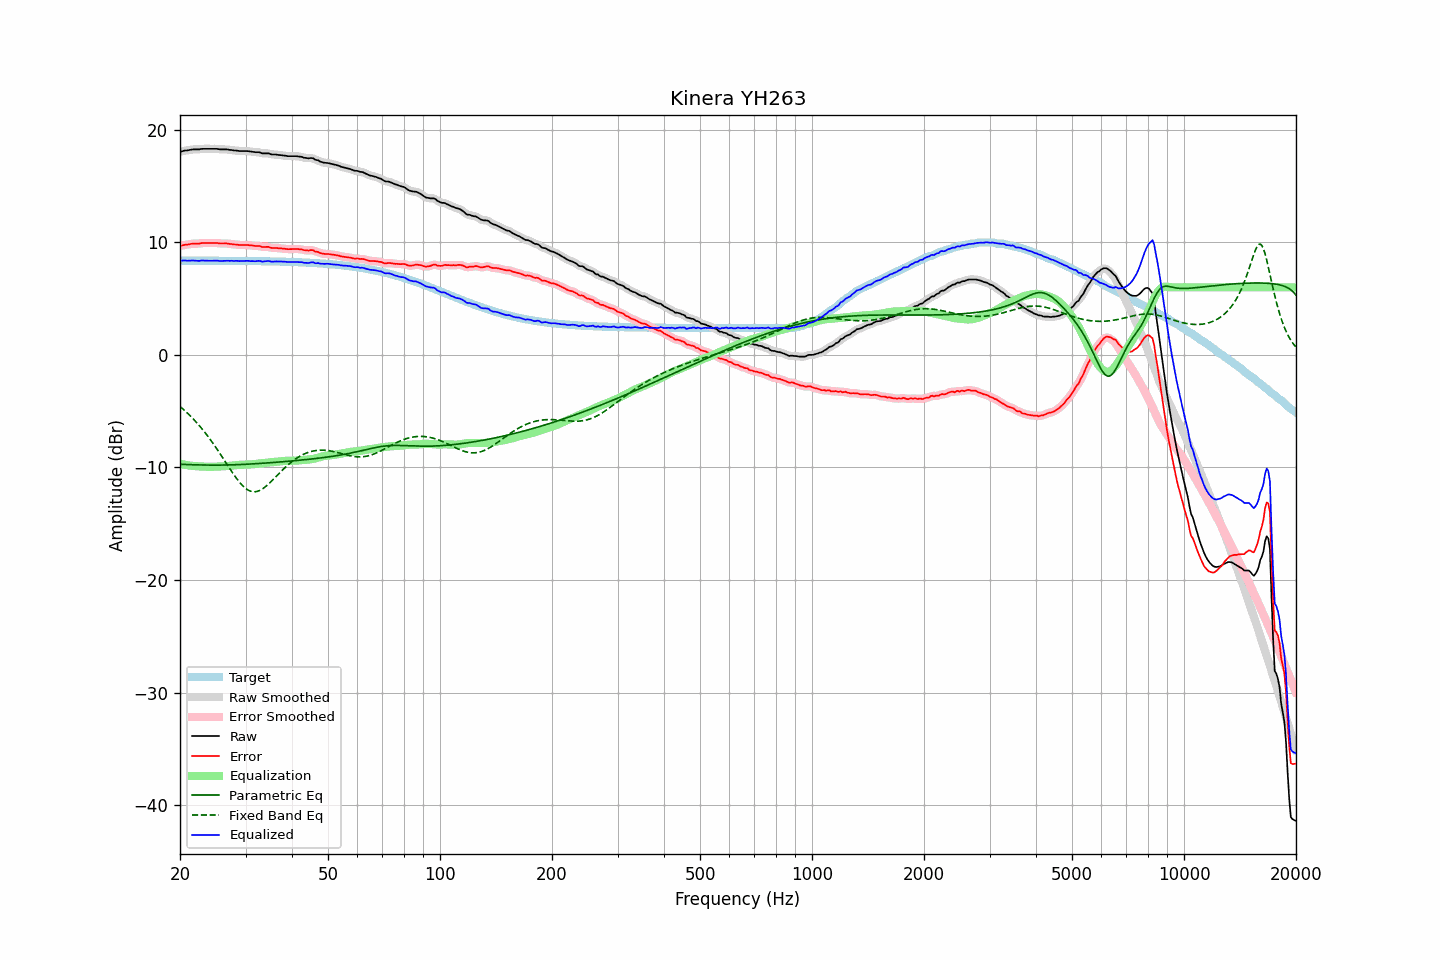 Kinera YH263
20
10
0
−10
−20
−30
−40
Amplitude (dBr)
Target
Raw Smoothed
Error Smoothed
Raw
Error
Equalization
Parametric Eq
Fixed Band Eq
Equalized
20 50 100 200 500 1000 2000 5000 10000 20000
Frequency (Hz)